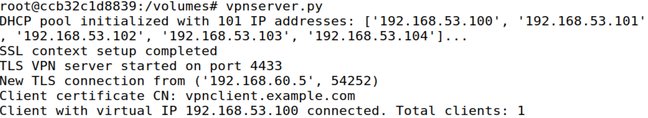 root@ccb32c1d8839:/volumes# vpnserver.py
DHCP pool initialized with 101 IP addresses: ['192.168.53.100', '192.168.53.101'
, '192.168.53.102', '192.168.53.103', '192.168.53.104']...
SSL context setup completed
TLS VPN server started on port 4433
New TLS connection from ('192.168.60.5', 54252)
Client certificate CN: vpnclient.example.com
Client with virtual IP 192.168.53.100 connected. Total clients: 1